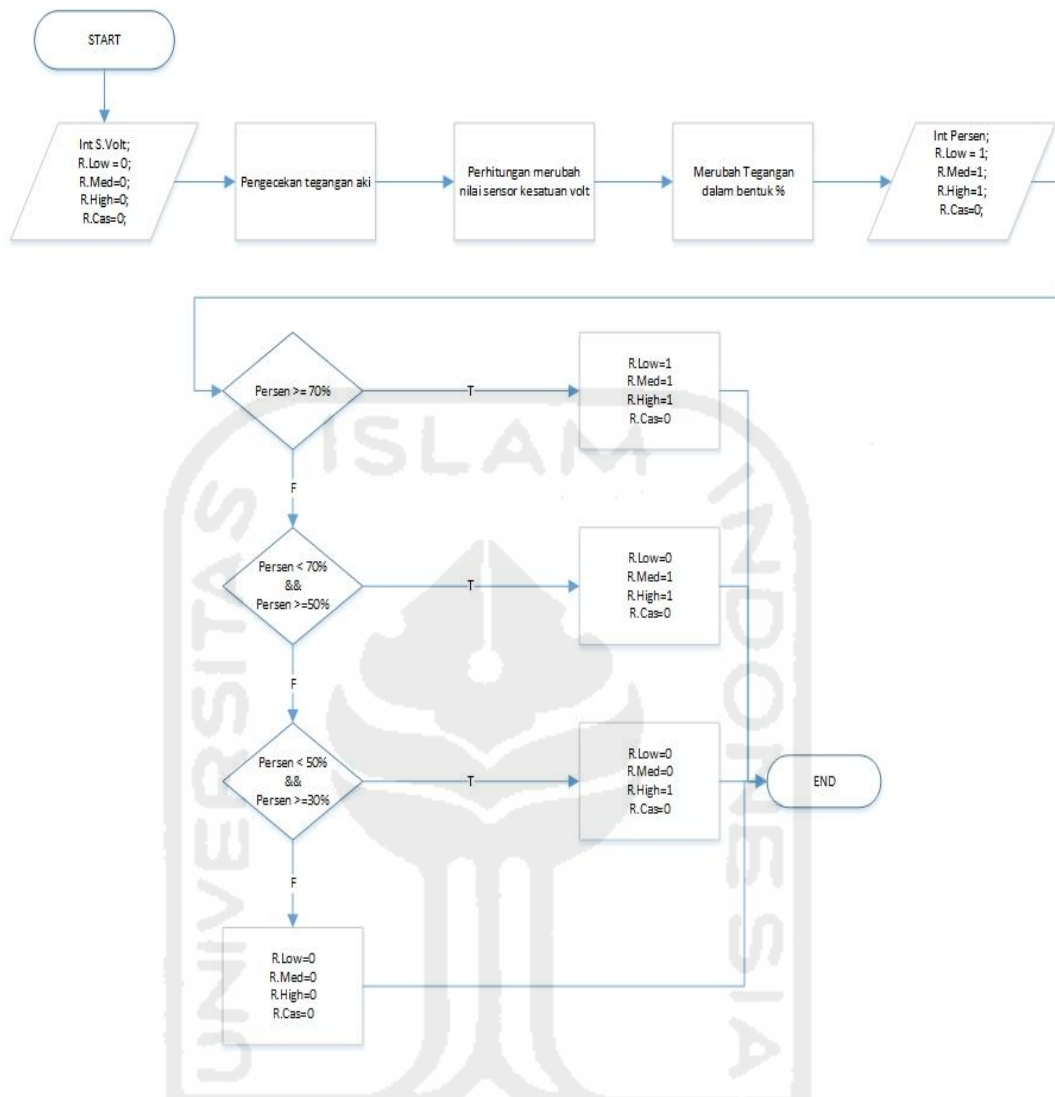 START
Int S.Volt;
R.Low = 0;
R.Med=0;
R.High=0;
R.Cas=0;
Pengecekan tegangan aki
Perhitungan merubah
nilai sensor kesatuan volt
Merubah Tegangan
dalam bentuk %
Int Persen;
R.Low = 1;
R.Med=1;
R.High=1;
R.Cas=0;
Persen >= 70%
T
R.Low=1
R.Med=1
R.High=1
R.Cas=0
F
Persen < 70%
&&
Persen >=50%
T
R.Low=0
R.Med=1
R.High=1
R.Cas=0
F
Persen < 50%
&&
Persen >=30%
T
R.Low=0
R.Med=0
R.High=1
R.Cas=0
END
F
R.Low=0
R.Med=0
R.High=0
R.Cas=0
UNIVERSITAS
ISLAM
INDONESSIA